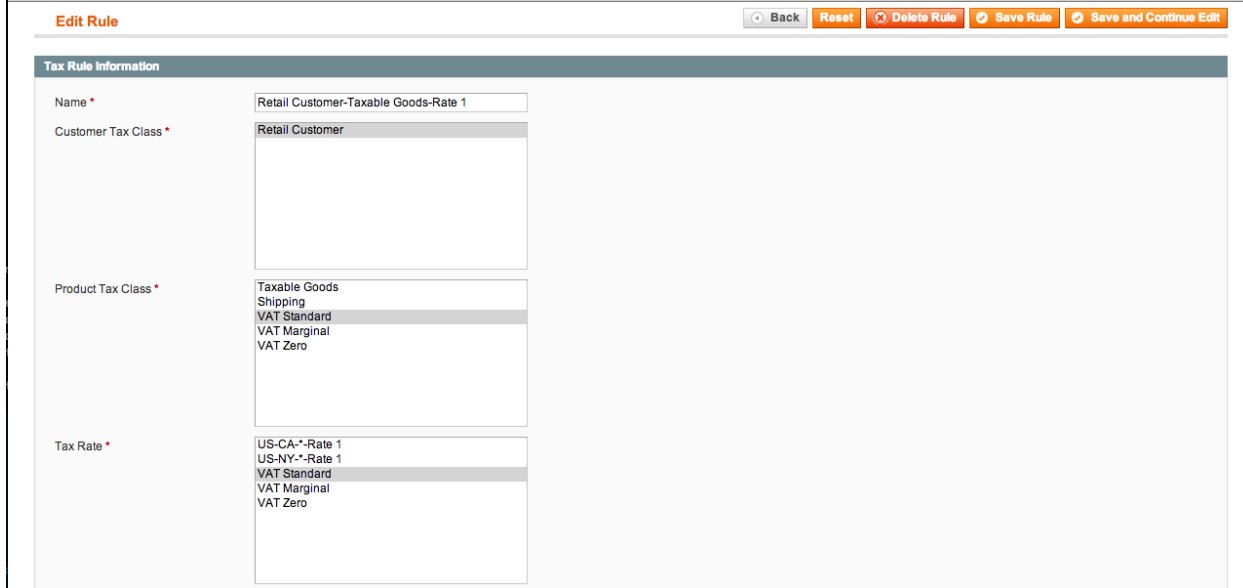 Edit Rule
Back Reset Delete Rule Save Rule Save and Continue Edit
Tax Rule Information
Name * Retail Customer-Taxable Goods-Rate 1
Customer Tax Class * Retail Customer
Product Tax Class * Taxable Goods
Shipping
VAT Standard
VAT Marginal
VAT Zero
Tax Rate * US-CA-*-Rate 1
US-NY-*-Rate 1
VAT Standard
VAT Marginal
VAT Zero